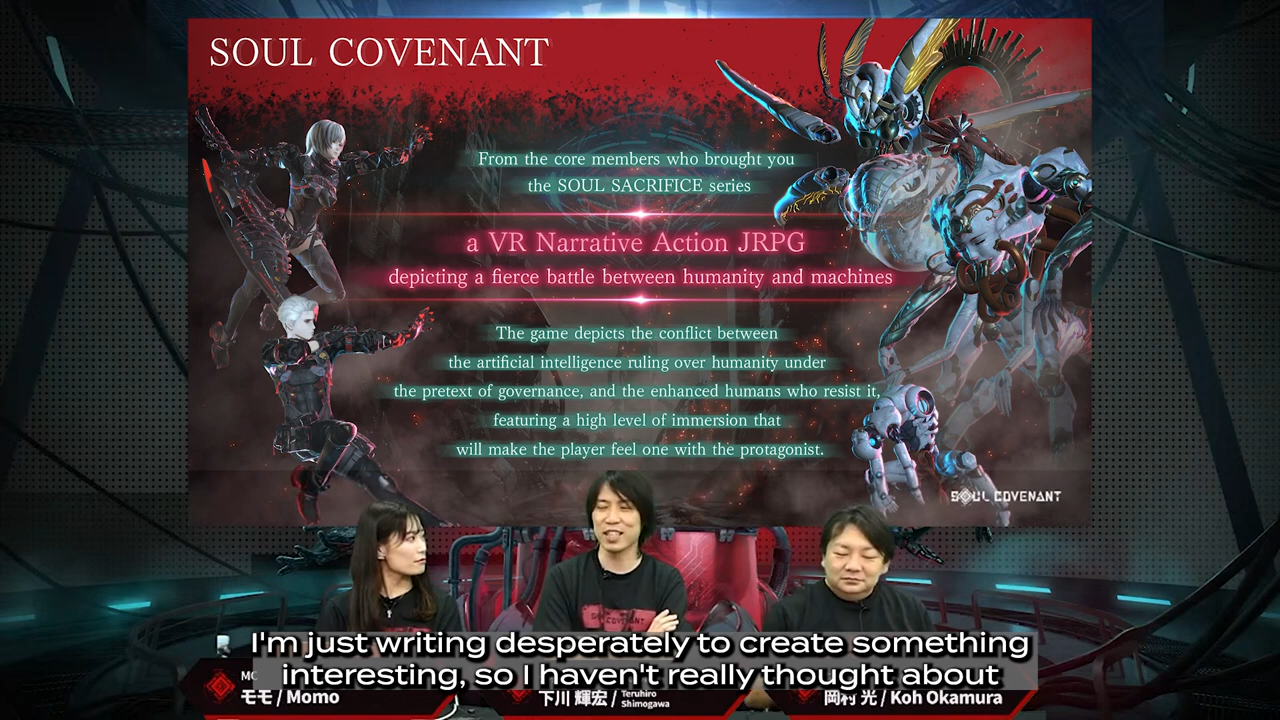 SOUL COVENANT
From the core members who brought you
the SOUL SACRIFICE series
a VR Narrative Action JRPG
depicting a fierce battle between humanity and machines
The game depicts the conflict between
the artificial intelligence ruling over humanity under
the pretext of governance, and the enhanced humans who resist it,
featuring a high level of immersion that
will make the player feel one with the protagonist.
SOUL COVENANT
SOUL COVENANT
I'm just writing desperately to create something
interesting, so I haven't really thought about
MC
モモ / Momo
下川 輝宏 / Teruhiro
Shimogawa
岡村 光 / Koh Okamura